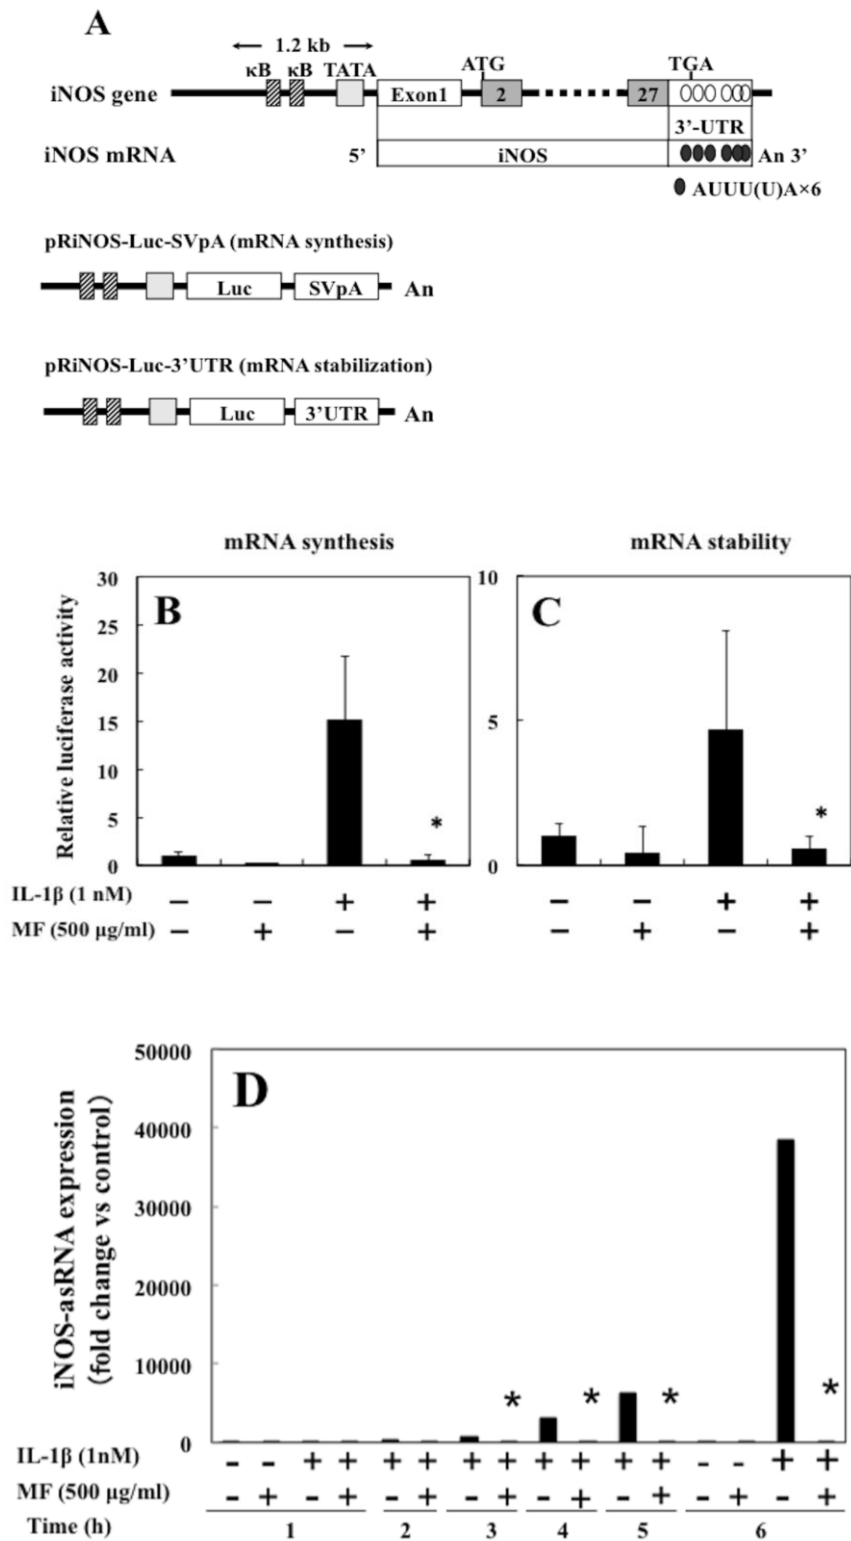 A
1.2 kb
κB κB TATA ATG TGA
iNOS gene Exon1 2 27
3’-UTR
iNOS mRNA 5’ iNOS An 3’
AUUU(U)A×6
pRiNOS-Luc-SVpA (mRNA synthesis)
Luc SVpA An
pRiNOS-Luc-3’UTR (mRNA stabilization)
Luc 3’UTR An
mRNA synthesis mRNA stability
B C
Relative luciferase activity
30 10
25
20
15 5
10
5 * *
0 0
IL-1β (1 nM) − − + + − − + +
MF (500 μg/ml) − + − + − + − +
D
iNOS-asRNA expression
(fold change vs control)
50000
40000
30000
20000
10000
0
* * * *
IL-1β (1nM) - - + + + + + + + + + + - - + +
MF (500 μg/ml) - + - + - + - + - + - + - + - +
Time (h) 1 2 3 4 5 6